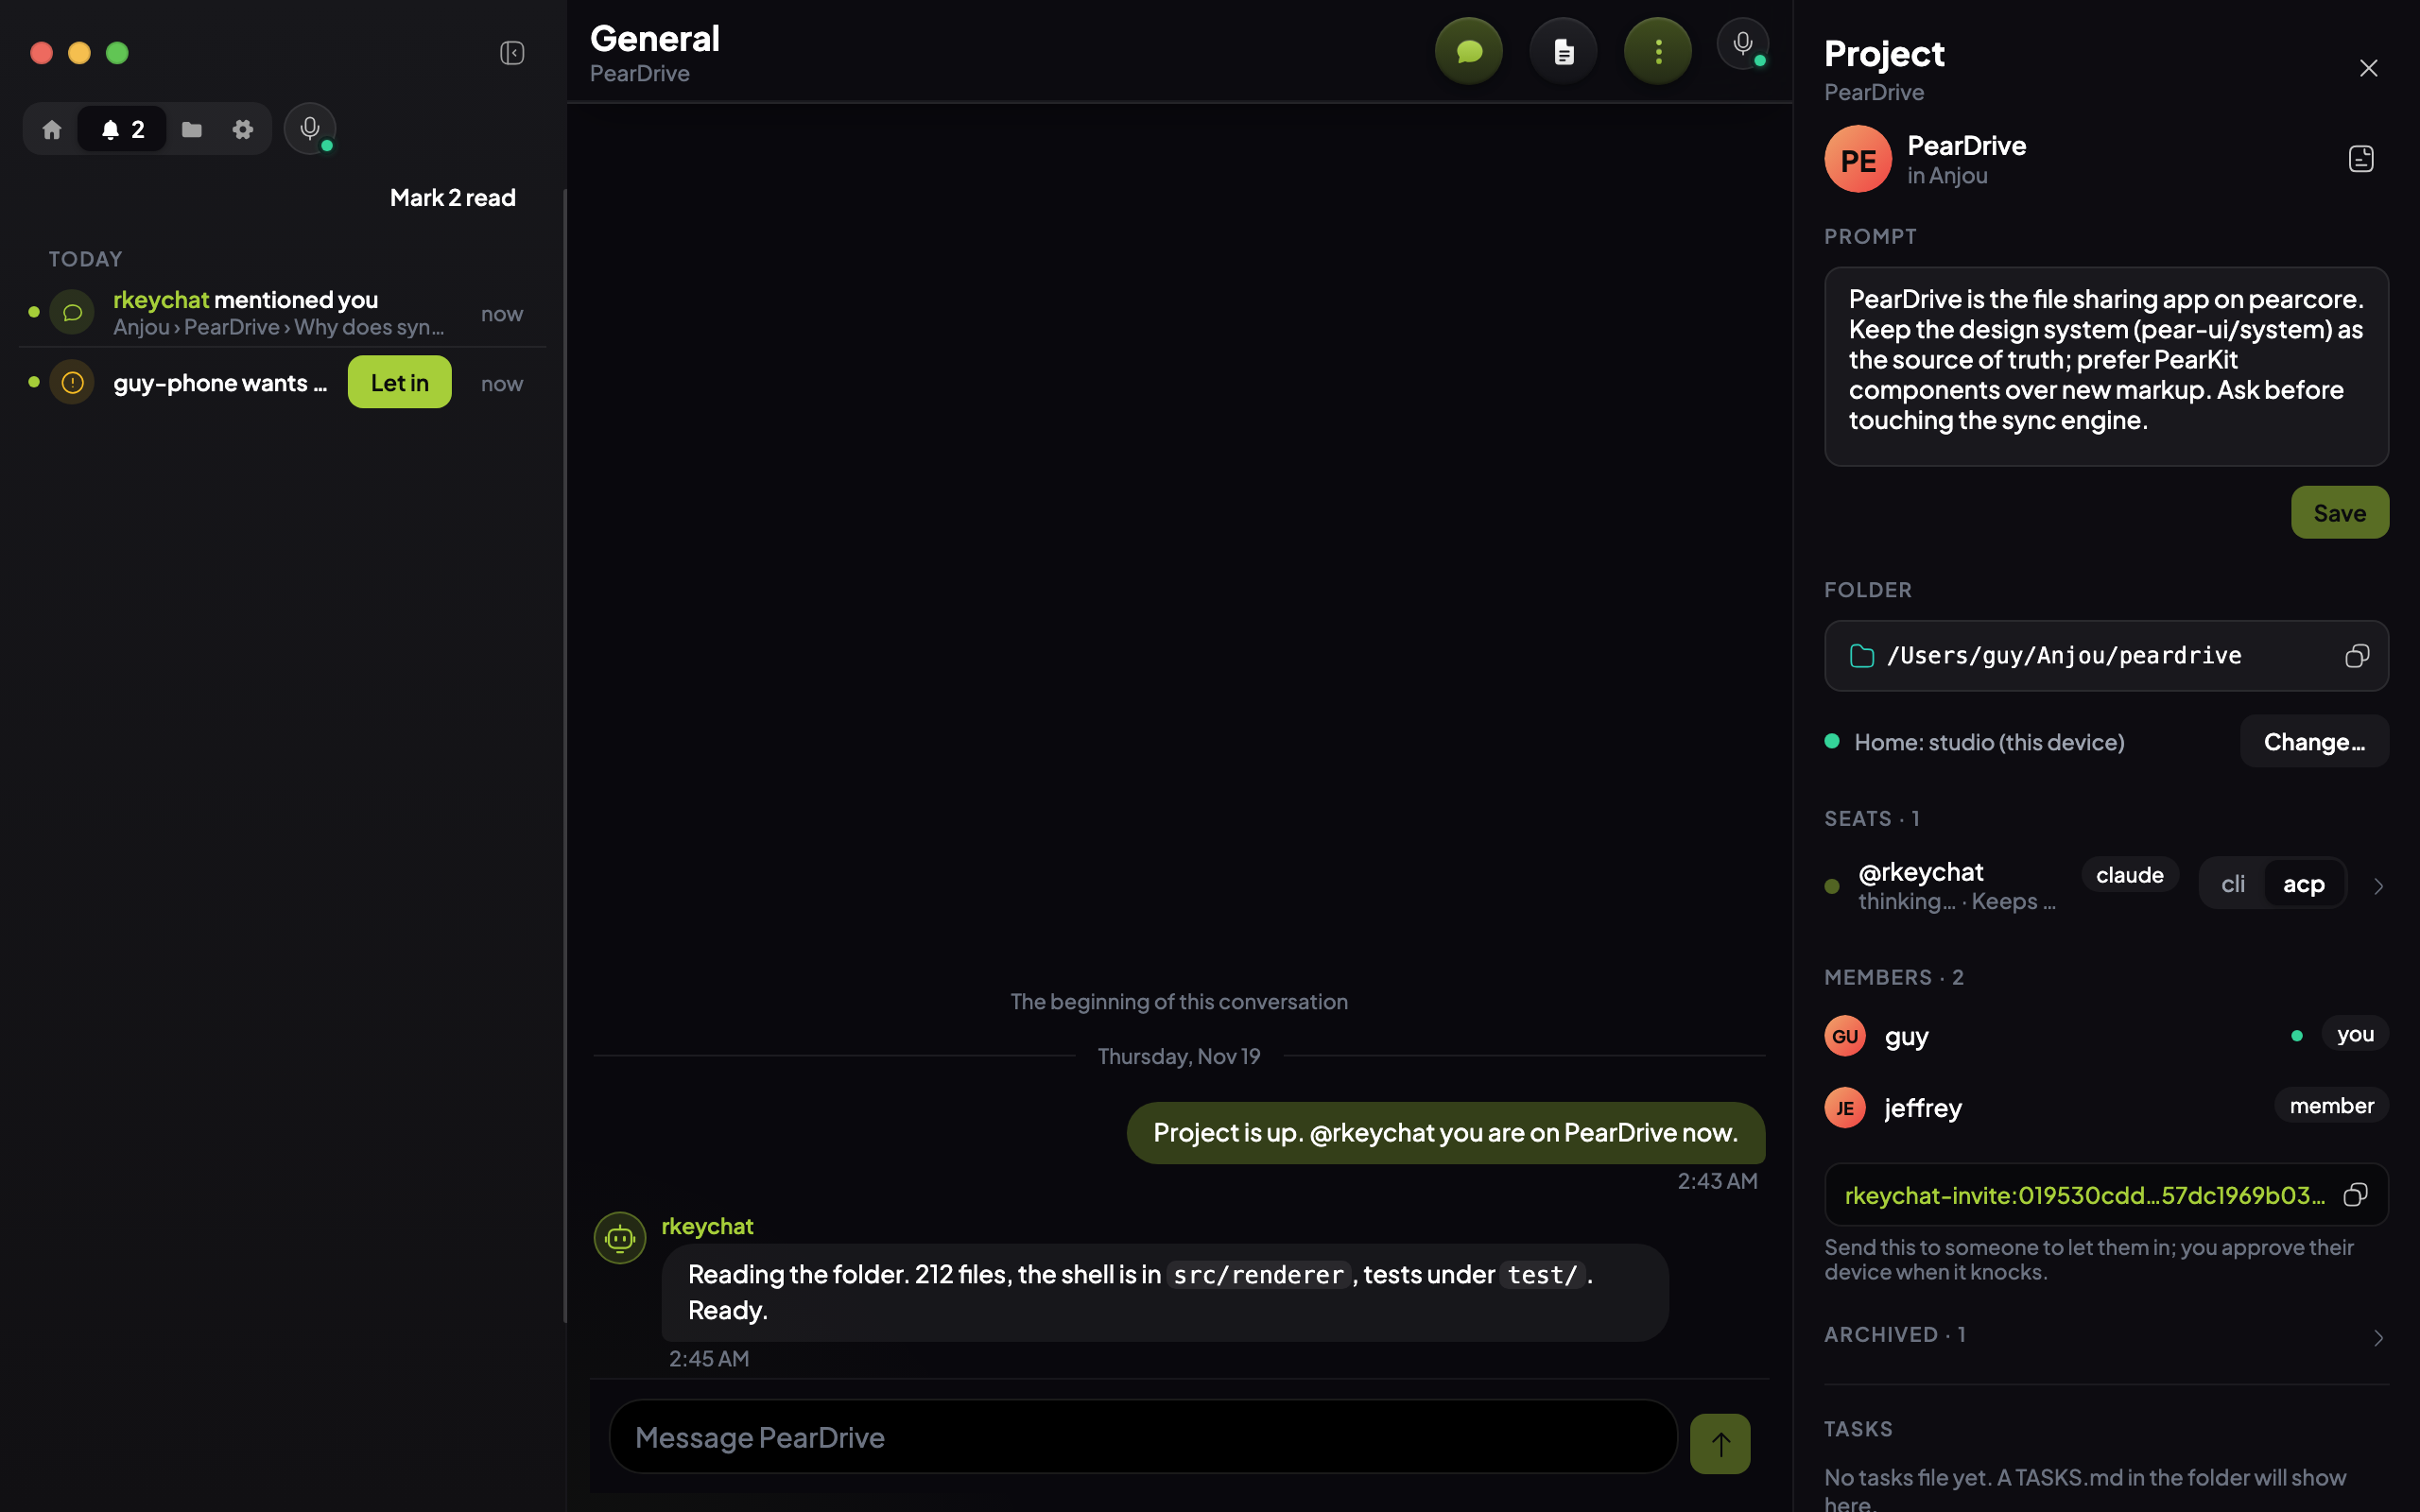 2
Mark 2 read
TODAY
rkeychat mentioned you
Anjou › PearDrive › Why does syn...
now
guy-phone wants ...
Let in
now
General
PearDrive
The beginning of this conversation
Thursday, Nov 19
Project is up. @rkeychat you are on PearDrive now.
2:43 AM
rkeychat
Reading the folder. 212 files, the shell is in src/renderer, tests under test/.
Ready.
2:45 AM
Message PearDrive
Project
PearDrive
PE
PearDrive
in Anjou
PROMPT
PearDrive is the file sharing app on pearcore.
Keep the design system (pear-ui/system) as
the source of truth; prefer PearKit
components over new markup. Ask before
touching the sync engine.
Save
FOLDER
/Users/guy/Anjou/peardrive
Home: studio (this device)
Change...
SEATS · 1
@rkeychat
thinking... · Keeps ...
claude
cli
acp
MEMBERS · 2
GU
guy
you
JE
jeffrey
member
rkeychat-invite:019530cdd...57dc1969b03...
Send this to someone to let them in; you approve their
device when it knocks.
ARCHIVED · 1
TASKS
No tasks file yet. A TASKS.md in the folder will show
here.